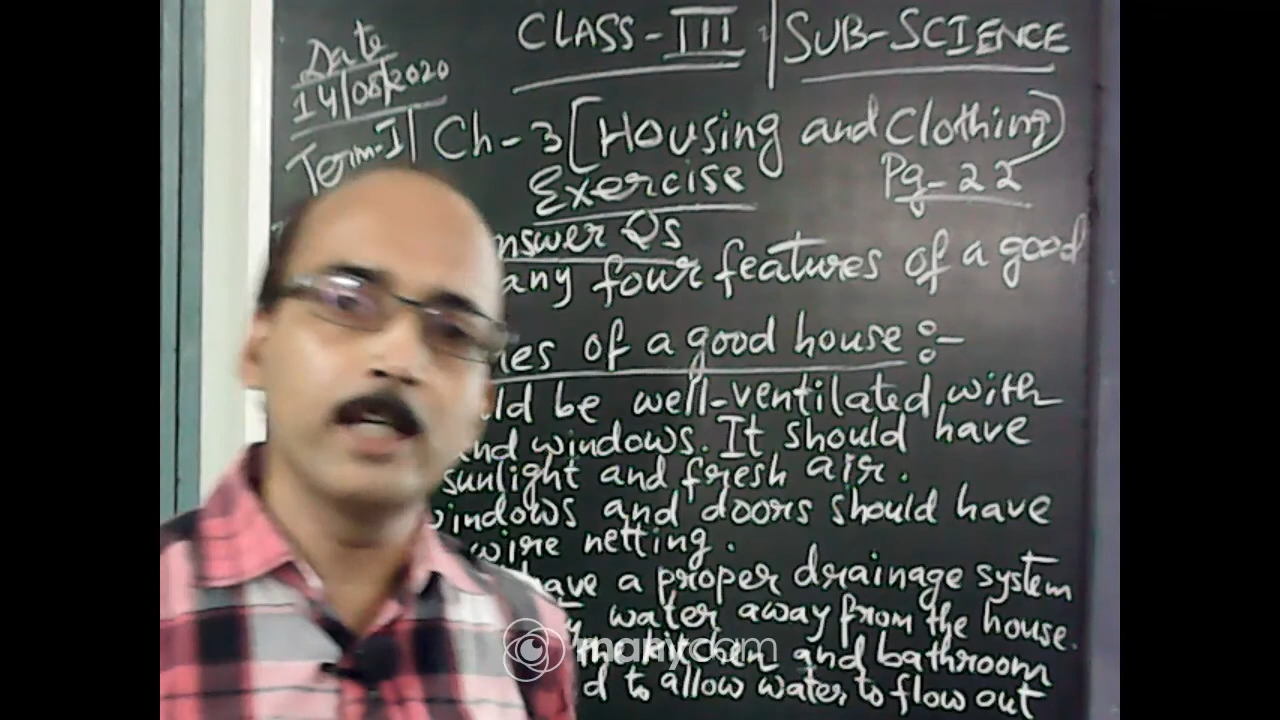 Date
14/08/2020
CLASS-III | SUB-SCIENCE
Term-I | Ch-3 [Housing and Clothing)
Exercise Pg-22
nswer Qs
any four features of a good
es of a good house :-
ld be well-ventilated with
nd windows. It should have
sunlight and fresh air.
windows and doors should have
wire netting.
have a proper drainage system
water away from the house.
kitchen and bathroom
d to allow water to flow out
manycam